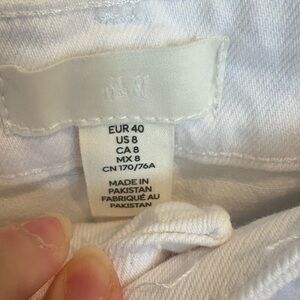 H&M
EUR 40
US 8
CA 8
MX 8
CN 170/76A
MADE IN
PAKISTAN
FABRIQUÉ AU
PAKISTAN